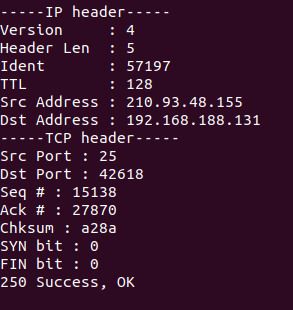 -----IP header-----
Version     : 4
Header Len  : 5
Ident       : 57197
TTL         : 128
Src Address : 210.93.48.155
Dst Address : 192.168.188.131
-----TCP header-----
Src Port : 25
Dst Port : 42618
Seq # : 15138
Ack # : 27870
Chksum : a28a
SYN bit : 0
FIN bit : 0
250 Success, OK